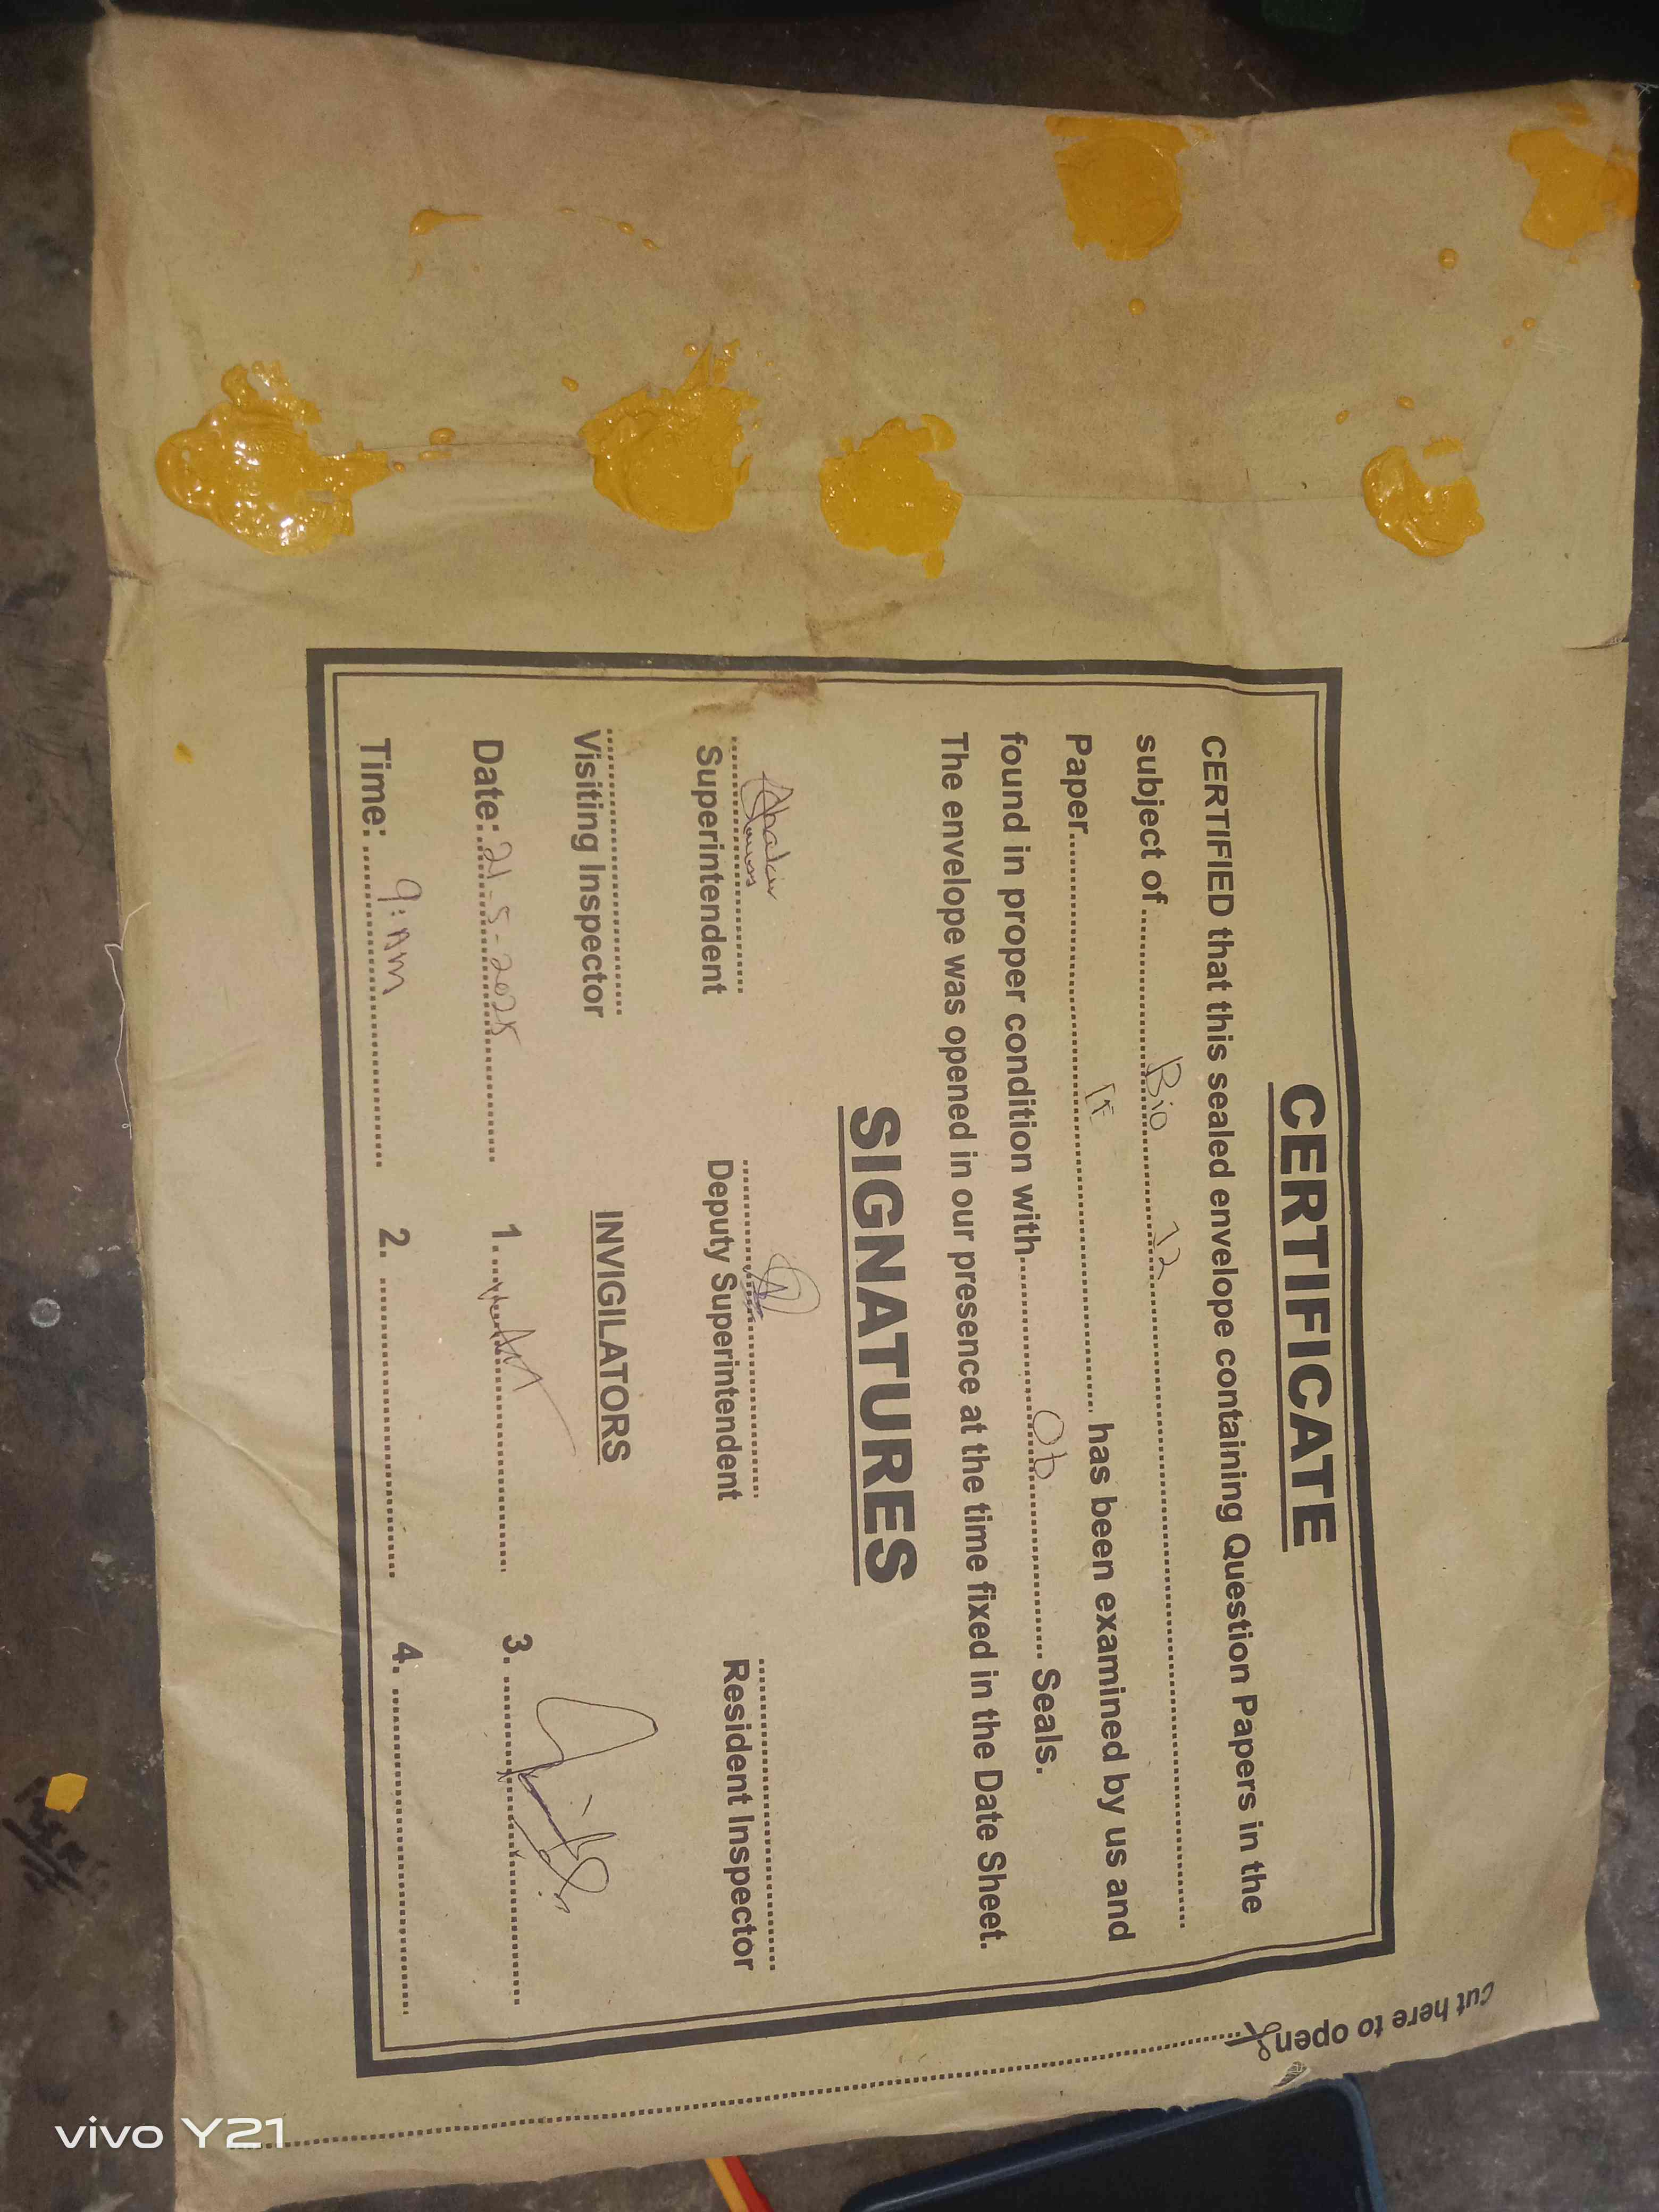 CERTIFICATE
CERTIFIED that this sealed envelope containing Question Papers in the
subject of Bio 12
Paper has been examined by us and
found in proper condition with 06 Seals.
The envelope was opened in our presence at the time fixed in the Date Sheet.
SIGNATURES
Superintendent Deputy Superintendent Resident Inspector
Visiting Inspector INVIGILATORS
Date: 21-5-2025 1. 3.
Time: 9:AM 2. 4.
cut here to open
vivo Y21